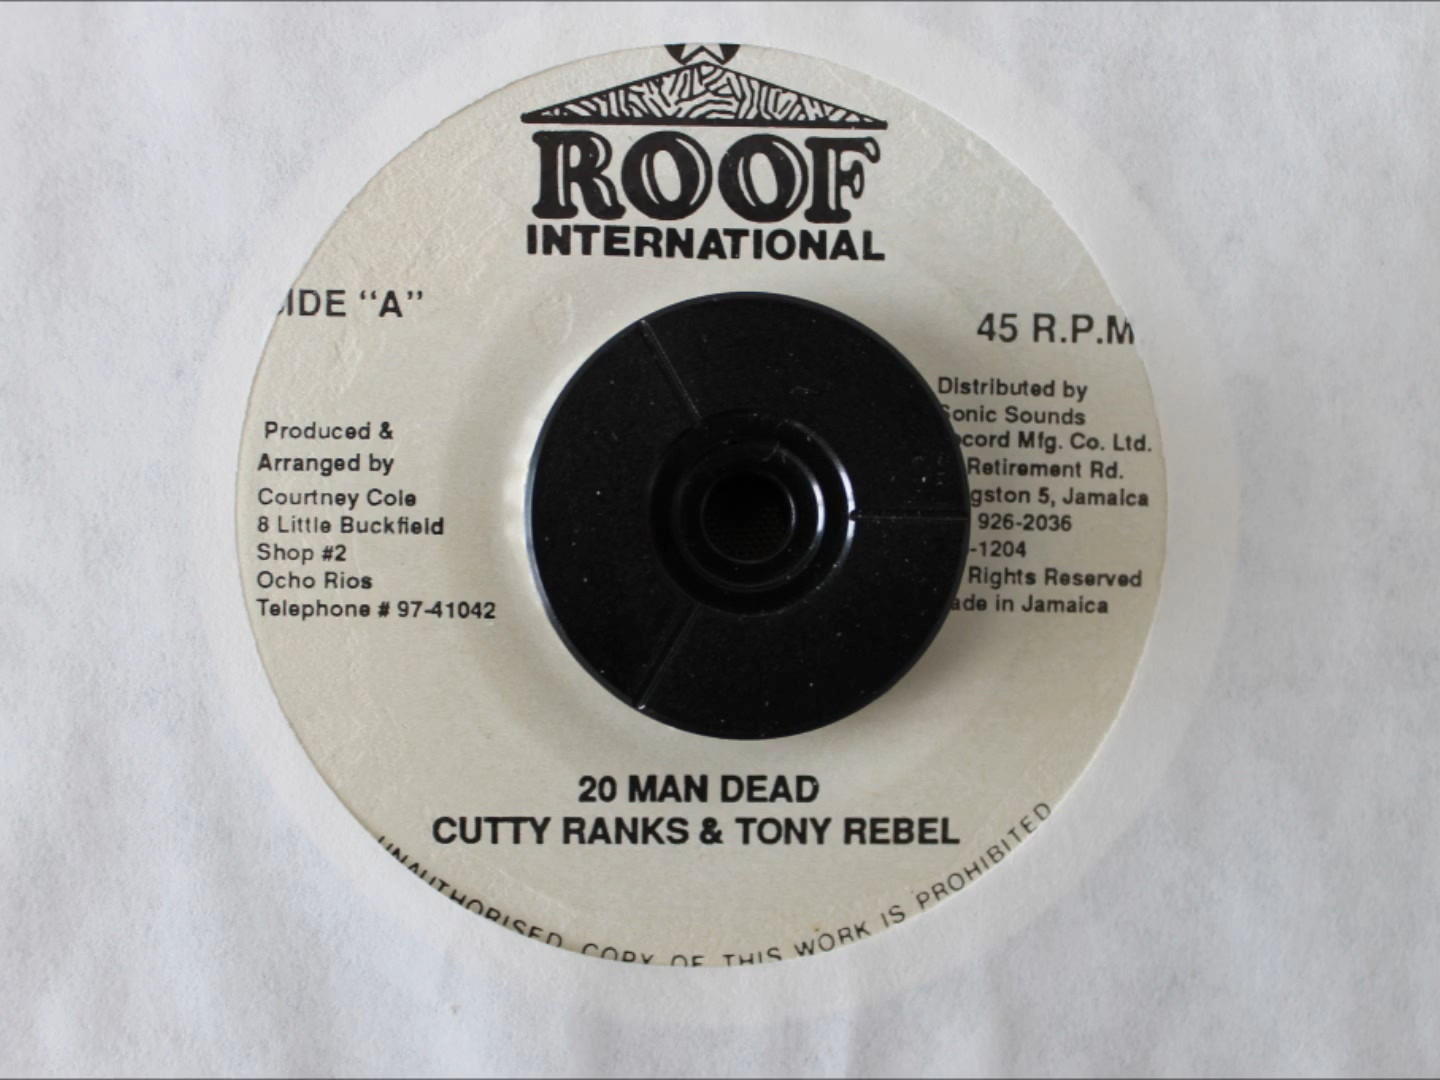 ROOF
INTERNATIONAL
IDE "A"
45 R.P.M
Produced &
Arranged by
Courtney Cole
8 Little Buckfield
Shop #2
Ocho Rios
Telephone # 97-41042
Distributed by
Sonic Sounds
ecord Mfg. Co. Ltd.
Retirement Rd.
gston 5, Jamaica
926-2036
-1204
Rights Reserved
ade in Jamaica
20 MAN DEAD
CUTTY RANKS & TONY REBEL
UNAUTHORISED COPY OF THIS WORK IS PROHIBITED